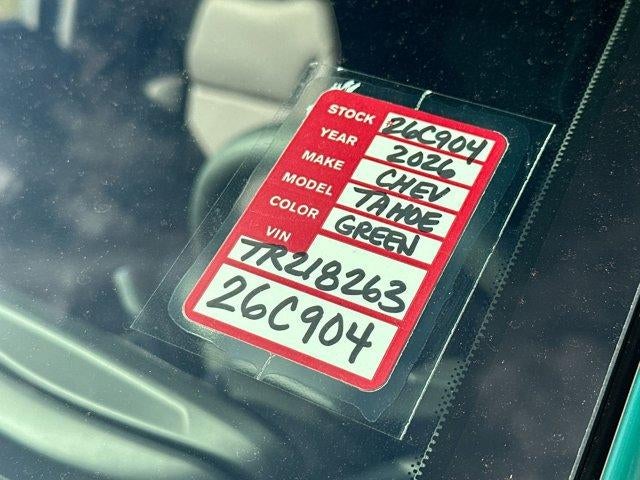 STOCK 26C904
YEAR 2026
MAKE CHEV
MODEL TAHOE
COLOR GREEN
VIN
TR218263
26C904